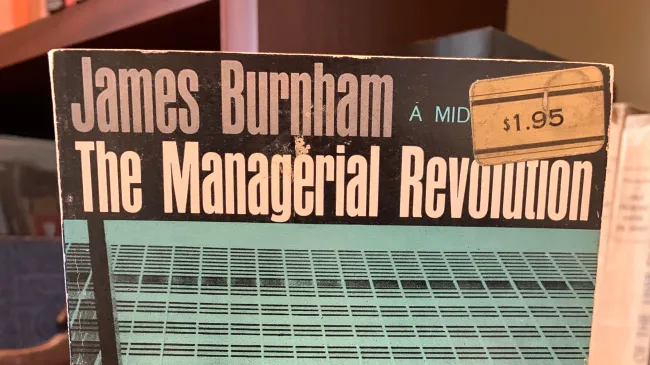 James Burnham A MID
$1.95
The Managerial Revolution